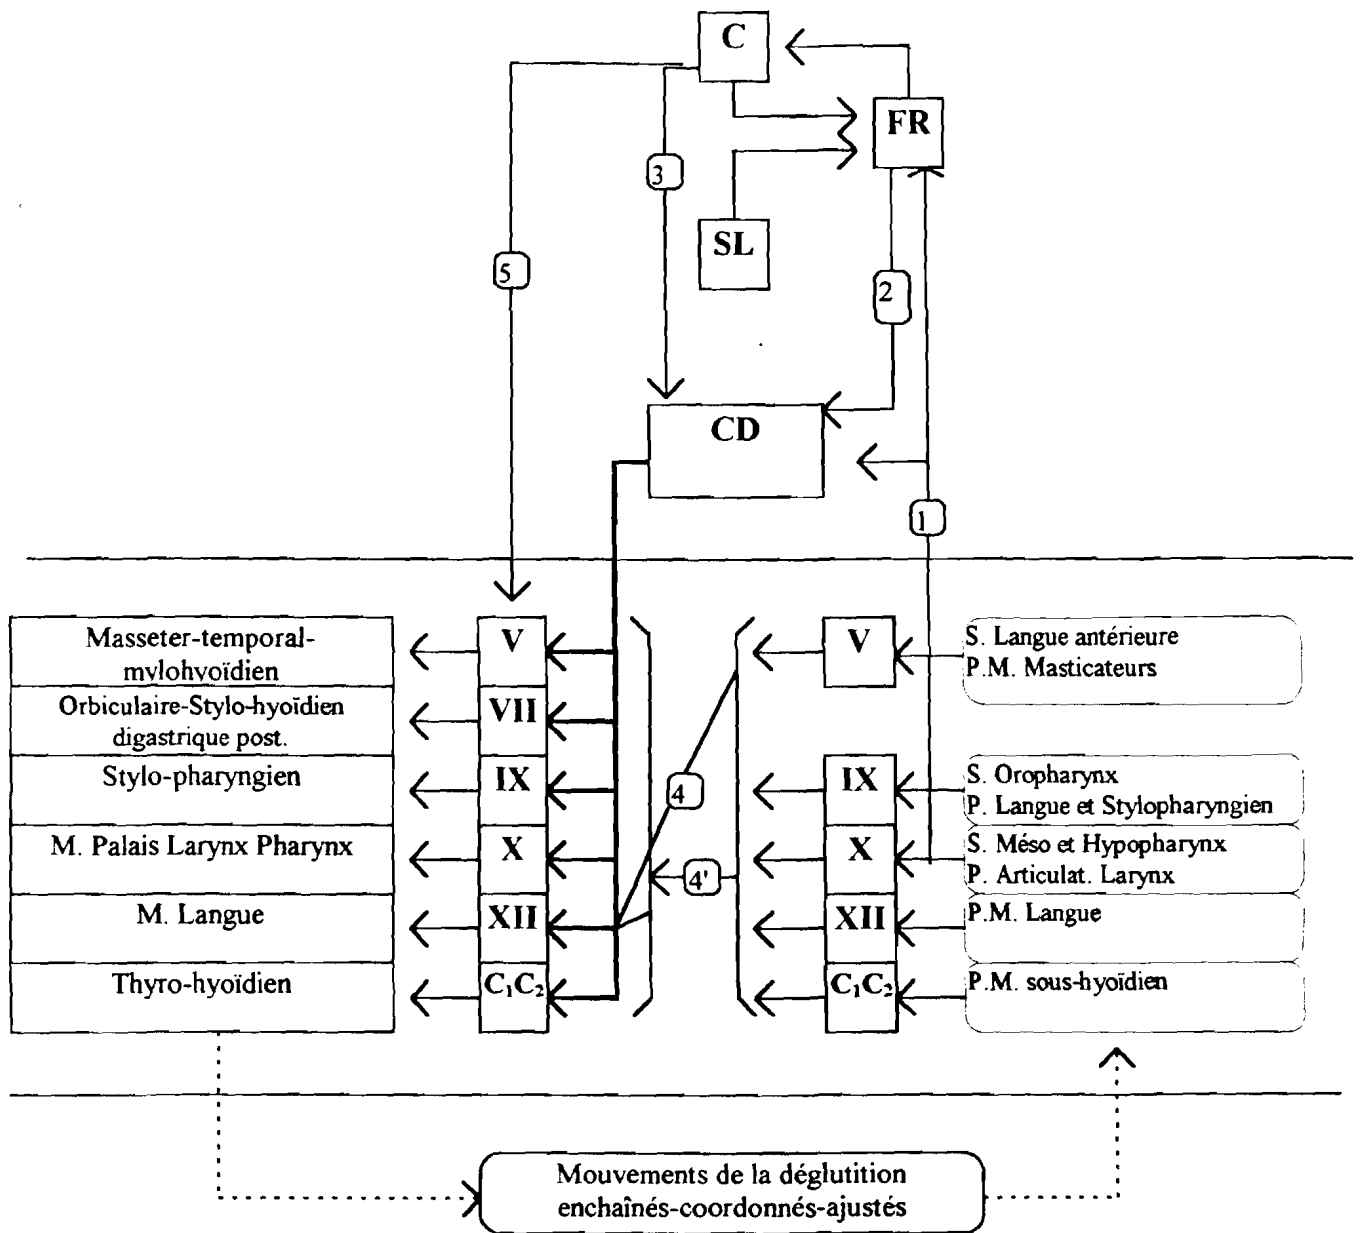 C
FR
3
SL
5
2
CD
1
Masseter-temporal-
mylohyoïdien
V
V
S. Langue antérieure
P.M. Masticateurs
Orbiculaire-Stylo-hyoïdien
digastrique post.
VII
Stylo-pharyngien
IX
4
IX
S. Oropharynx
P. Langue et Stylopharyngien
M. Palais Larynx Pharynx
X
4'
X
S. Méso et Hypopharynx
P. Articulat. Larynx
M. Langue
XII
XII
P.M. Langue
Thyro-hyoïdien
C₁C₂
C₁C₂
P.M. sous-hyoïdien
Mouvements de la déglutition
enchaînés-coordonnés-ajustés